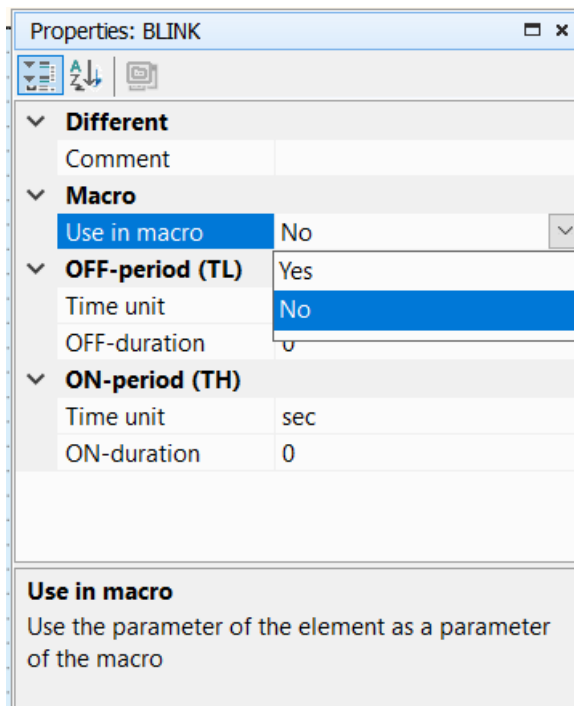 Properties: BLINK
Different
Comment
Macro
Use in macro No
OFF-period (TL) Yes
Time unit No
OFF-duration 0
ON-period (TH)
Time unit sec
ON-duration 0
Use in macro
Use the parameter of the element as a parameter
of the macro